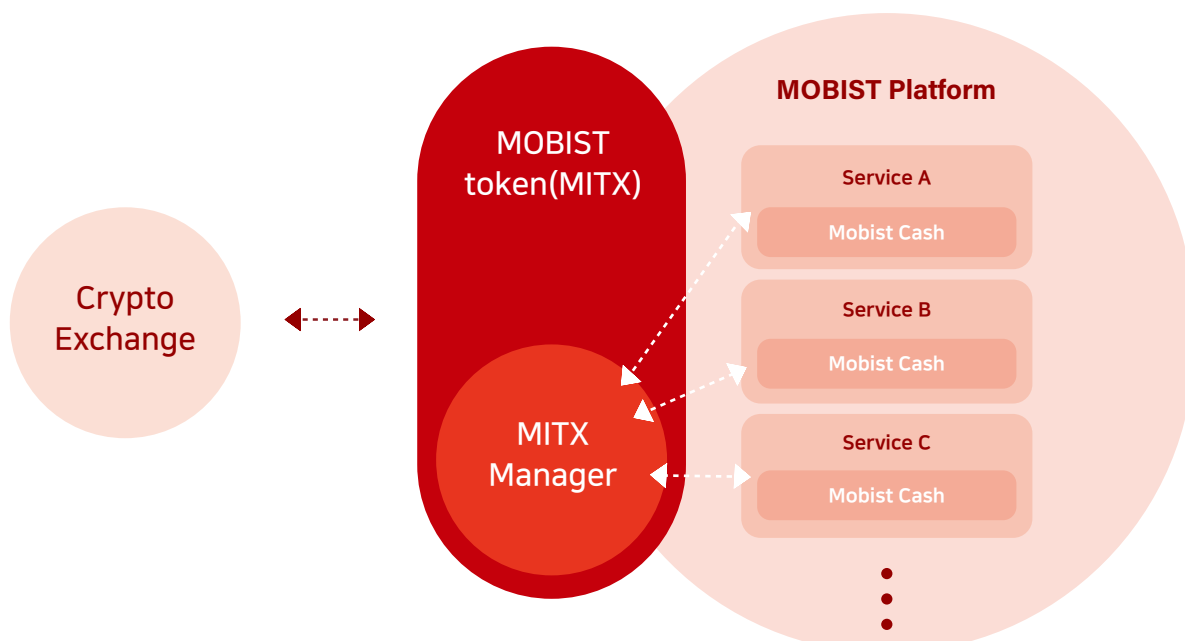 Crypto
Exchange
MOBIST
token(MITX)
MITX
Manager
MOBIST Platform
Service A
Mobist Cash
Service B
Mobist Cash
Service C
Mobist Cash